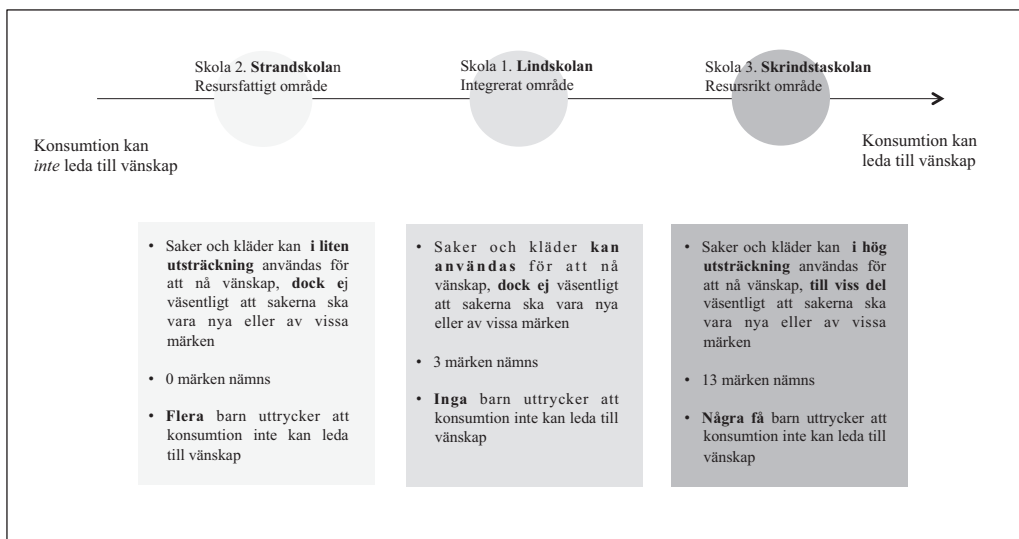 Skola 2. Strandskolan
Resursfattigt område
Skola 1. Lindskolan
Integrerat område
Skola 3. Skrindstaskolan
Resursrikt område
Konsumtion kan
inte leda till vänskap
Konsumtion kan
leda till vänskap
• Saker och kläder kan i liten
utsträckning användas för
att nå vänskap, dock ej
väsentligt att sakerna ska
vara nya eller av vissa
märken
• 0 märken nämns
• Flera barn uttrycker att
konsumtion inte kan leda
till vänskap
• Saker och kläder kan
användas för att nå
vänskap, dock ej väsentligt
att sakerna ska vara nya
eller av vissa märken
• 3 märken nämns
• Inga barn uttrycker att
konsumtion inte kan leda till
vänskap
• Saker och kläder kan i hög
utsträckning användas för
att nå vänskap, till viss del
väsentligt att sakerna ska
vara nya eller av vissa
märken
• 13 märken nämns
• Några få barn uttrycker att
konsumtion inte kan leda till
vänskap